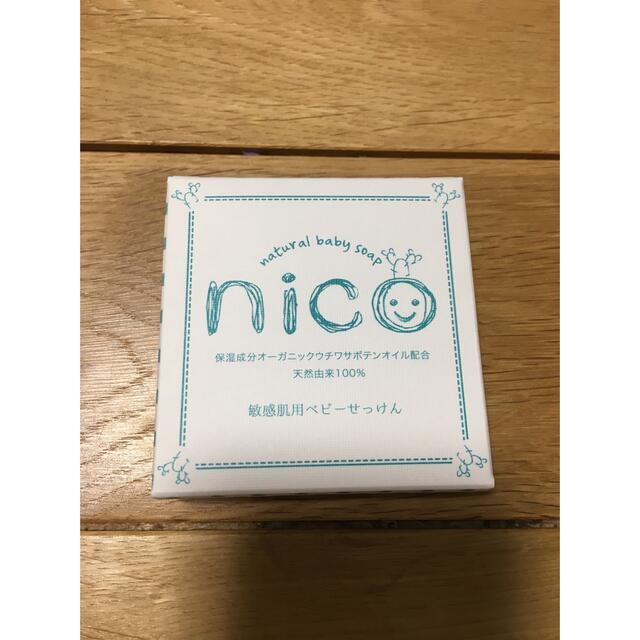 natural baby soap
nico
保湿成分オーガニックウチワサボテンオイル配合
天然由来100%
敏感肌用ベビーせっけん